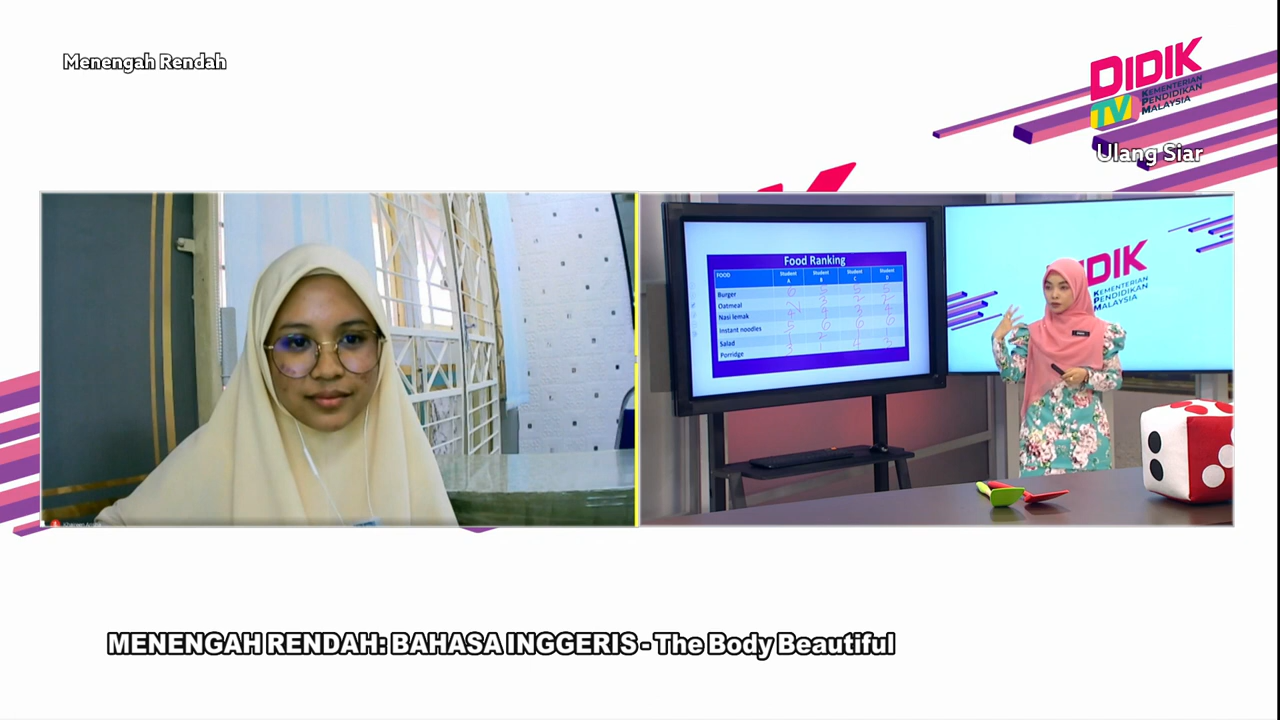 Menengah Rendah
DIDIK
TV
KEMENTERIAN
PENDIDIKAN
MALAYSIA
Ulang Siar
Food Ranking
FOOD Student A Student B Student C Student D
Burger
Oatmeal
Nasi lemak
Instant noodles
Salad
Porridge
DIK
KEMENTERIAN
PENDIDIKAN
MALAYSIA
MENENGAH RENDAH: BAHASA INGGERIS - The Body Beautiful